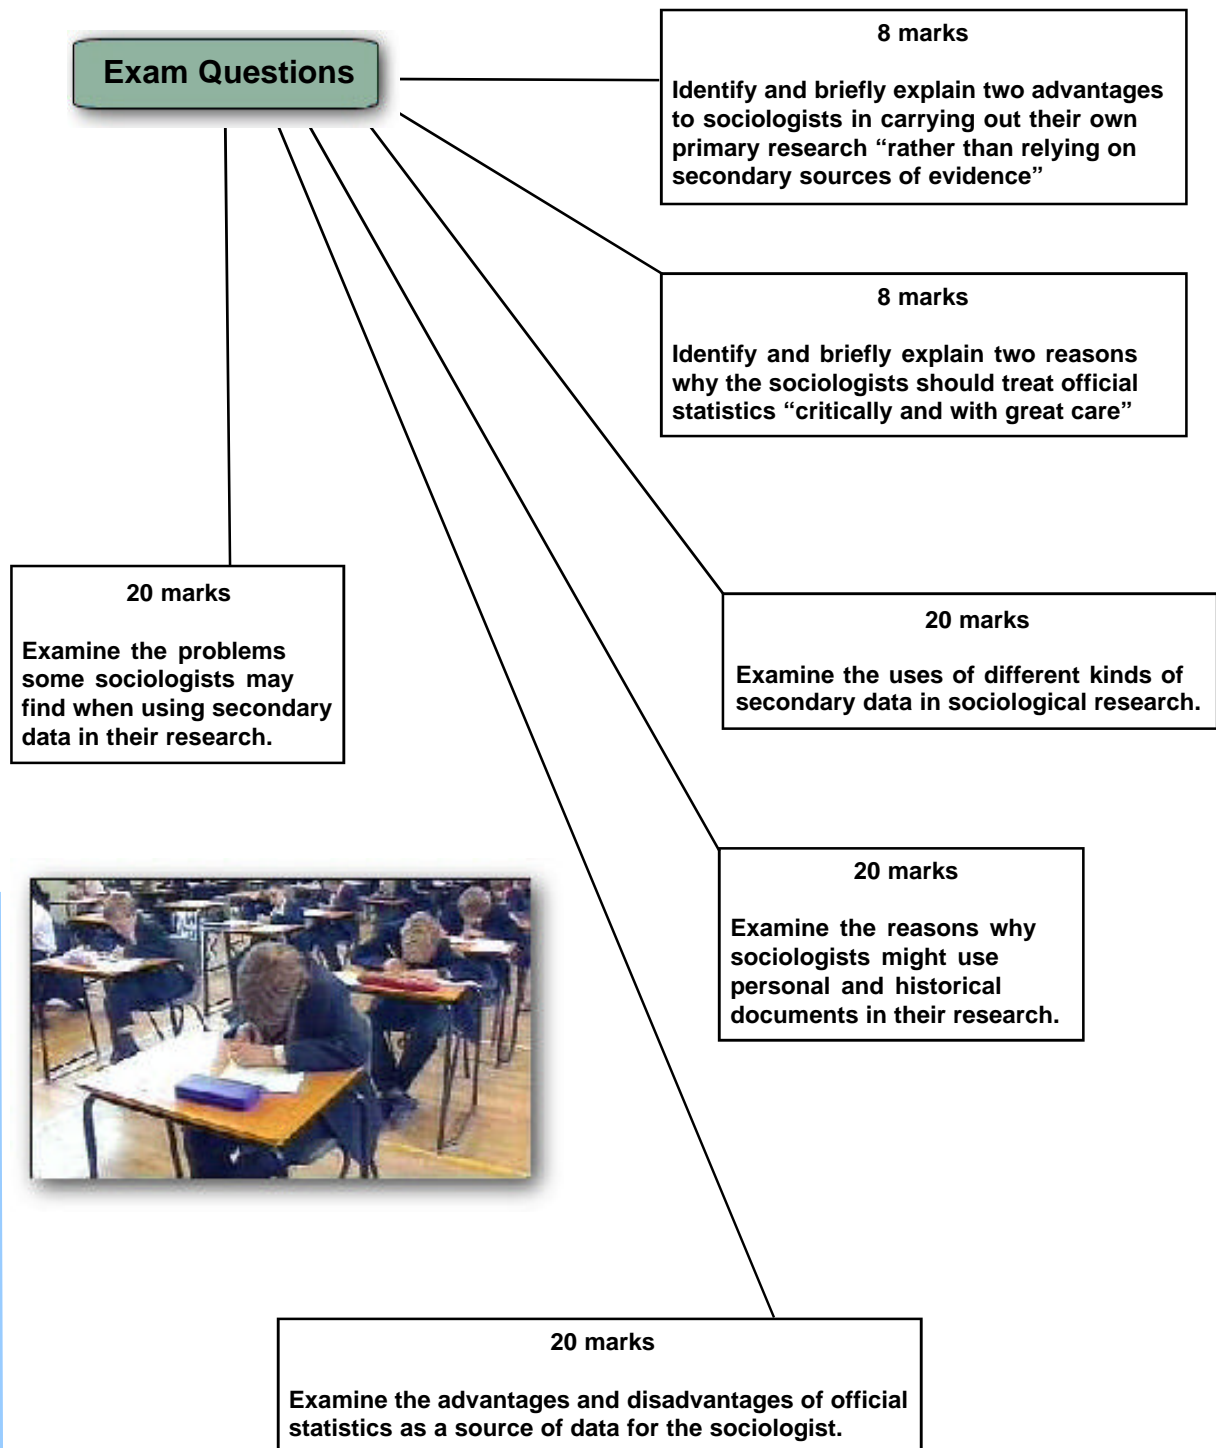 Exam Questions
8 marks
Identify and briefly explain two advantages
to sociologists in carrying out their own
primary research “rather than relying on
secondary sources of evidence”
8 marks
Identify and briefly explain two reasons
why the sociologists should treat official
statistics “critically and with great care”
20 marks
Examine the problems
some sociologists may
find when using secondary
data in their research.
20 marks
Examine the uses of different kinds of
secondary data in sociological research.
20 marks
Examine the reasons why
sociologists might use
personal and historical
documents in their research.
20 marks
Examine the advantages and disadvantages of official
statistics as a source of data for the sociologist.